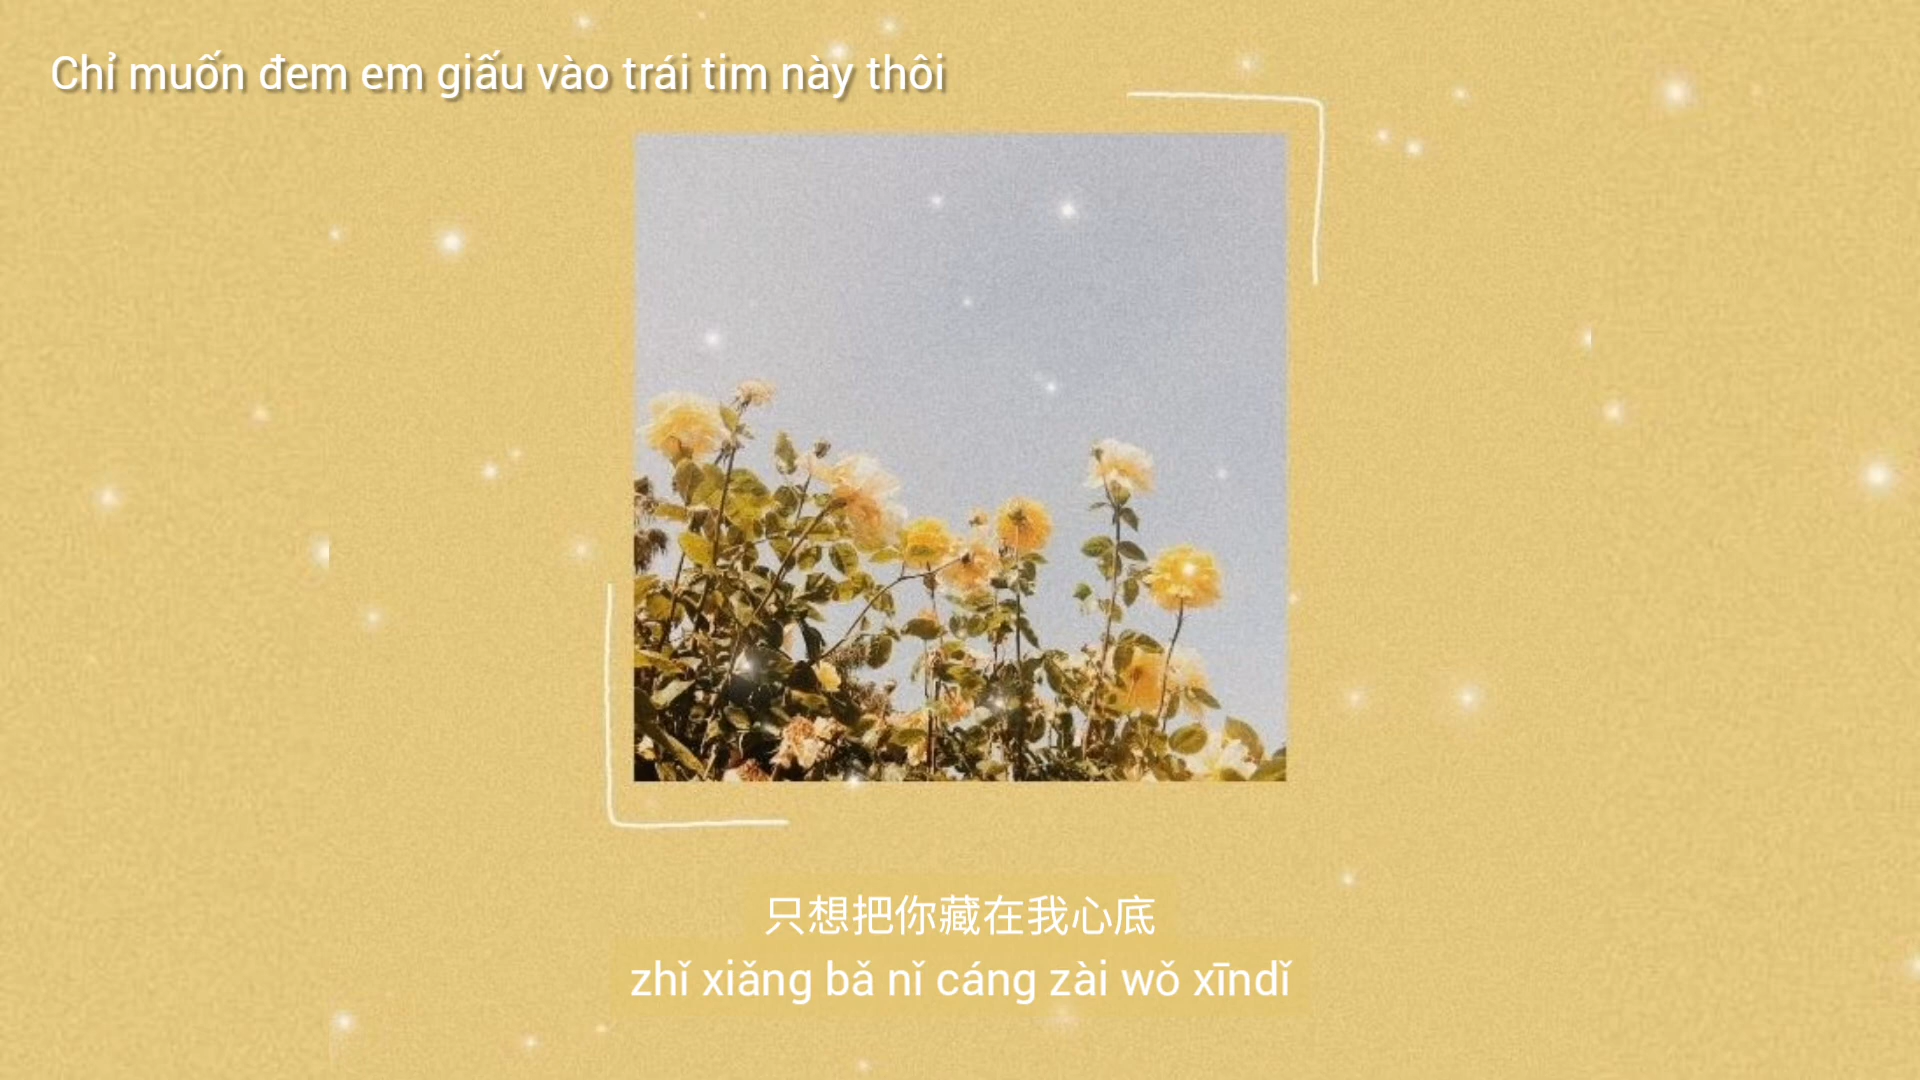 Chỉ muốn đem em giấu vào trái tim này thôi
只想把你藏在我心底
zhǐ xiǎng bǎ nǐ cáng zài wǒ xīndǐ